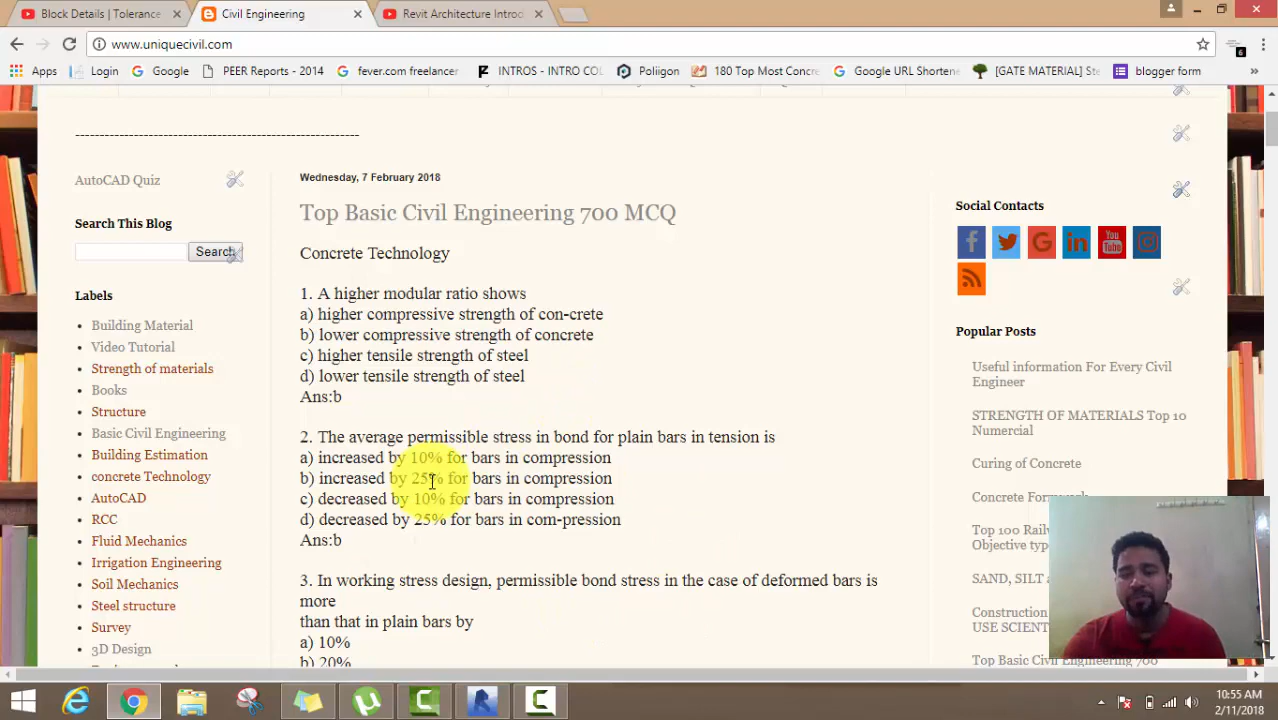 Block Details | Tolerance
Civil Engineering
Revit Architecture Introd
www.uniquecivil.com
6
Apps
Login
Google
PEER Reports - 2014
fever.com freelancer
INTROS - INTRO COL
Poliigon
180 Top Most Concre
Google URL Shortene
[GATE MATERIAL] Ste
blogger form
»
------------------------------------------------------------
AutoCAD Quiz
Search This Blog
Search
Labels
• Building Material
• Video Tutorial
• Strength of materials
• Books
• Structure
• Basic Civil Engineering
• Building Estimation
• concrete Technology
• AutoCAD
• RCC
• Fluid Mechanics
• Irrigation Engineering
• Soil Mechanics
• Steel structure
• Survey
• 3D Design
Wednesday, 7 February 2018
Top Basic Civil Engineering 700 MCQ
Concrete Technology
1. A higher modular ratio shows
a) higher compressive strength of con-crete
b) lower compressive strength of concrete
c) higher tensile strength of steel
d) lower tensile strength of steel
Ans:b
2. The average permissible stress in bond for plain bars in tension is
a) increased by 10% for bars in compression
b) increased by 25% for bars in compression
c) decreased by 10% for bars in compression
d) decreased by 25% for bars in com-pression
Ans:b
3. In working stress design, permissible bond stress in the case of deformed bars is
more
than that in plain bars by
a) 10%
b) 20%
Social Contacts
You
Tube
Popular Posts
Useful information For Every Civil
Engineer
STRENGTH OF MATERIALS Top 10
Numerical
Curing of Concrete
Concrete Formwork
Top 100 Rail
Objective typ
SAND, SILT a
Construction
USE SCIENT
Top Basic Civil Engineering 700
10:55 AM
2/11/2018